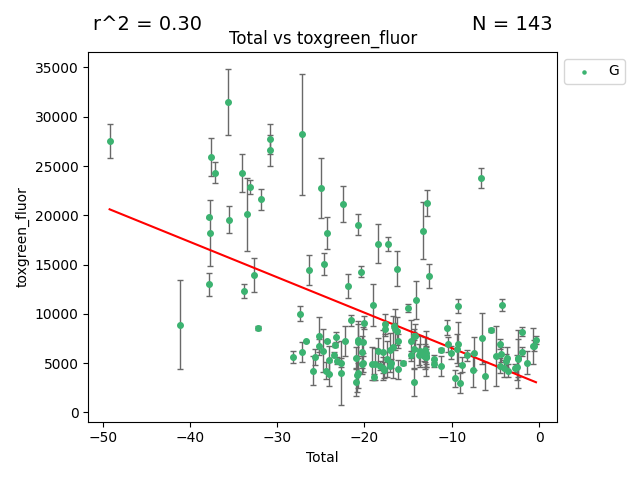 r^2 = 0.30
N = 143
Total vs toxgreen_fluor
G
toxgreen_fluor
35000
30000
25000
20000
15000
10000
5000
0
−50
−40
−30
−20
−10
0
Total